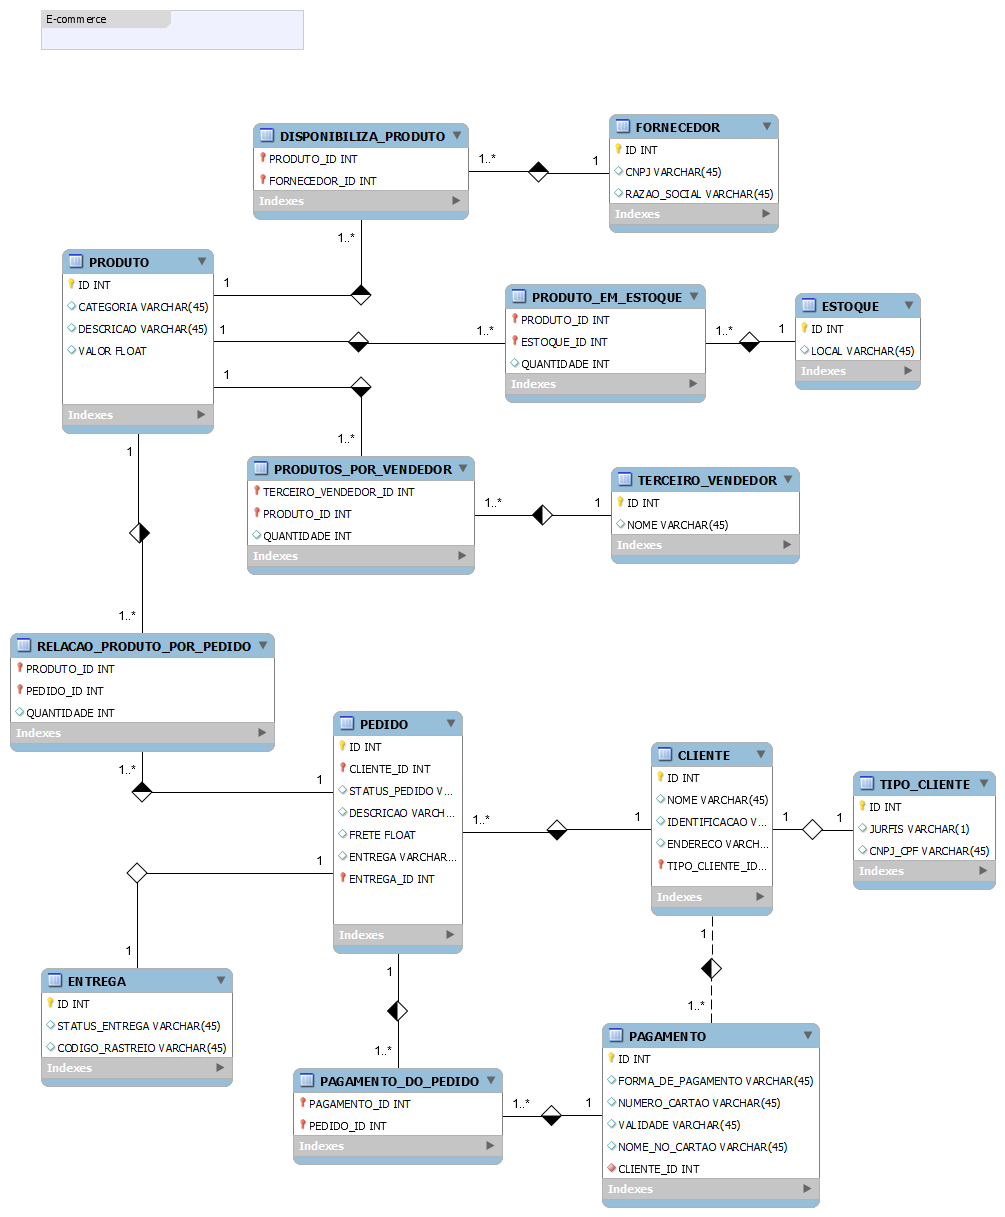 E-commerce
DISPONIBILIZA_PRODUTO
PRODUTO_ID INT
FORNECEDOR_ID INT
Indexes
1..*
1
FORNECEDOR
ID INT
CNPJ VARCHAR(45)
RAZAO_SOCIAL VARCHAR(45)
Indexes
1..*
PRODUTO
ID INT
CATEGORIA VARCHAR(45)
DESCRICAO VARCHAR(45)
VALOR FLOAT
Indexes
1
1
1..*
1
1..*
1
PRODUTO_EM_ESTOQUE
PRODUTO_ID INT
ESTOQUE_ID INT
QUANTIDADE INT
Indexes
1..*
1
ESTOQUE
ID INT
LOCAL VARCHAR(45)
Indexes
PRODUTOS_POR_VENDEDOR
TERCEIRO_VENDEDOR_ID INT
PRODUTO_ID INT
QUANTIDADE INT
Indexes
1..*
1
TERCEIRO_VENDEDOR
ID INT
NOME VARCHAR(45)
Indexes
1..*
RELACAO_PRODUTO_POR_PEDIDO
PRODUTO_ID INT
PEDIDO_ID INT
QUANTIDADE INT
Indexes
1..*
1
PEDIDO
ID INT
CLIENTE_ID INT
STATUS_PEDIDO V...
DESCRICAO VARCH...
FRETE FLOAT
ENTREGA VARCHAR...
ENTREGA_ID INT
Indexes
1..*
1
CLIENTE
ID INT
NOME VARCHAR(45)
IDENTIFICACAO V...
ENDERECO VARCH...
TIPO_CLIENTE_ID...
Indexes
1
1
TIPO_CLIENTE
ID INT
JURFIS VARCHAR(1)
CNPJ_CPF VARCHAR(45)
Indexes
1
1
ENTREGA
ID INT
STATUS_ENTREGA VARCHAR(45)
CODIGO_RASTREIO VARCHAR(45)
Indexes
1
1..*
PAGAMENTO_DO_PEDIDO
PAGAMENTO_ID INT
PEDIDO_ID INT
Indexes
1..*
1
1
1..*
PAGAMENTO
ID INT
FORMA_DE_PAGAMENTO VARCHAR(45)
NUMERO_CARTAO VARCHAR(45)
VALIDADE VARCHAR(45)
NOME_NO_CARTAO VARCHAR(45)
CLIENTE_ID INT
Indexes